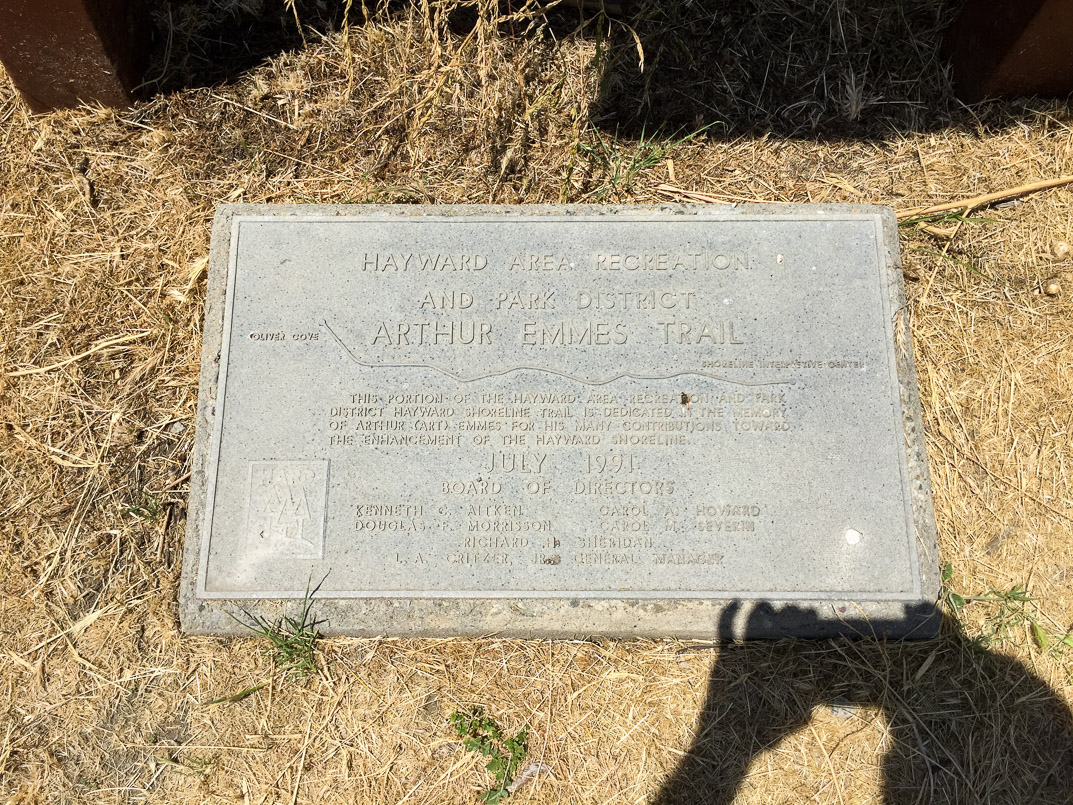 HAYWARD AREA RECREATION
AND PARK DISTRICT
ARTHUR EMMES TRAIL
OLIVER COVE
SHORELINE INTERPRETIVE CENTER
THIS PORTION OF THE HAYWARD AREA RECREATION AND PARK
DISTRICT HAYWARD SHORELINE TRAIL IS DEDICATED IN THE MEMORY
OF ARTHUR (ART) EMMES FOR HIS MANY CONTRIBUTIONS TOWARD
THE ENHANCEMENT OF THE HAYWARD SHORELINE.
JULY 1991
BOARD OF DIRECTORS
KENNETH G. AITKEN CAROL A. HOWARD
DOUGLAS F. MORRISSON CAROL M. SEVERIN
RICHARD H. SHERIDAN
L. A. CRITZER, JR. GENERAL MANAGER